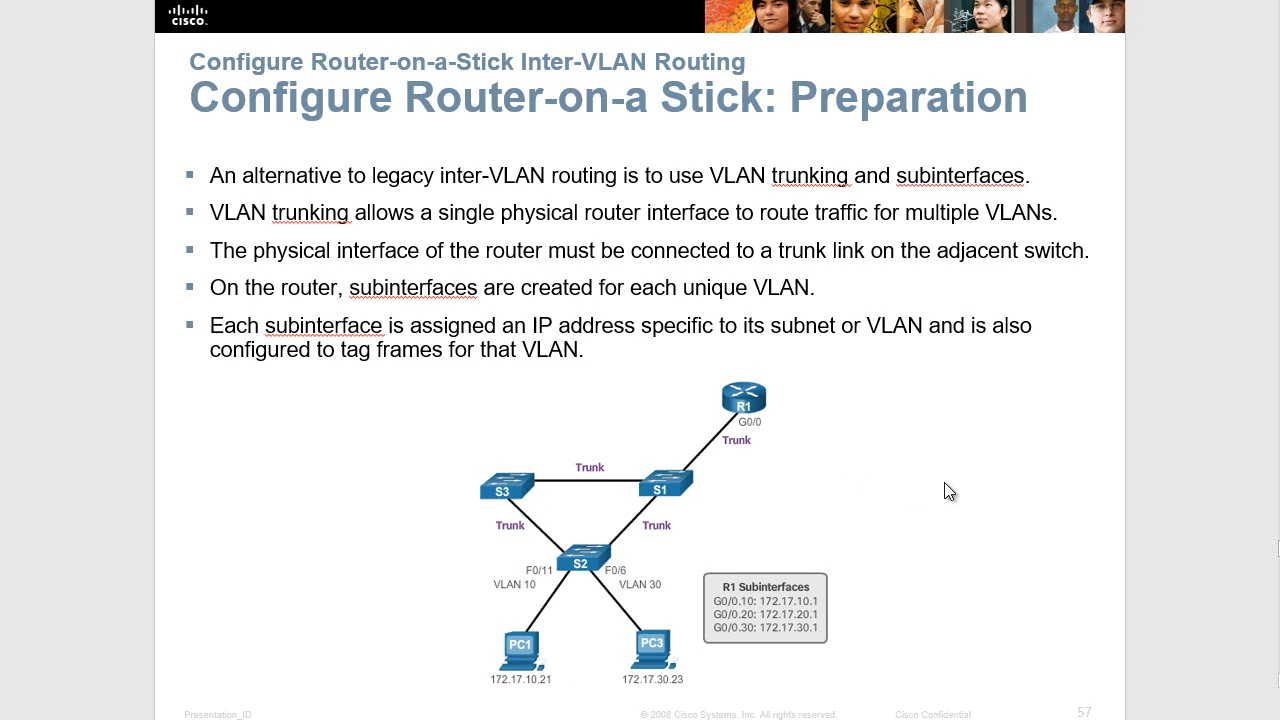 cisco.
Configure Router-on-a-Stick Inter-VLAN Routing
Configure Router-on-a Stick: Preparation
An alternative to legacy inter-VLAN routing is to use VLAN trunking and subinterfaces.
VLAN trunking allows a single physical router interface to route traffic for multiple VLANs.
The physical interface of the router must be connected to a trunk link on the adjacent switch.
On the router, subinterfaces are created for each unique VLAN.
Each subinterface is assigned an IP address specific to its subnet or VLAN and is also
configured to tag frames for that VLAN.
R1
G0/0
Trunk
Trunk
S3
S1
Trunk
Trunk
S2
F0/11
F0/6
VLAN 10
VLAN 30
R1 Subinterfaces
G0/0.10: 172.17.10.1
G0/0.20: 172.17.20.1
G0/0.30: 172.17.30.1
PC1
PC3
172.17.10.21
172.17.30.23
Presentation_ID
© 2008 Cisco Systems, Inc. All rights reserved.
Cisco Confidential
57